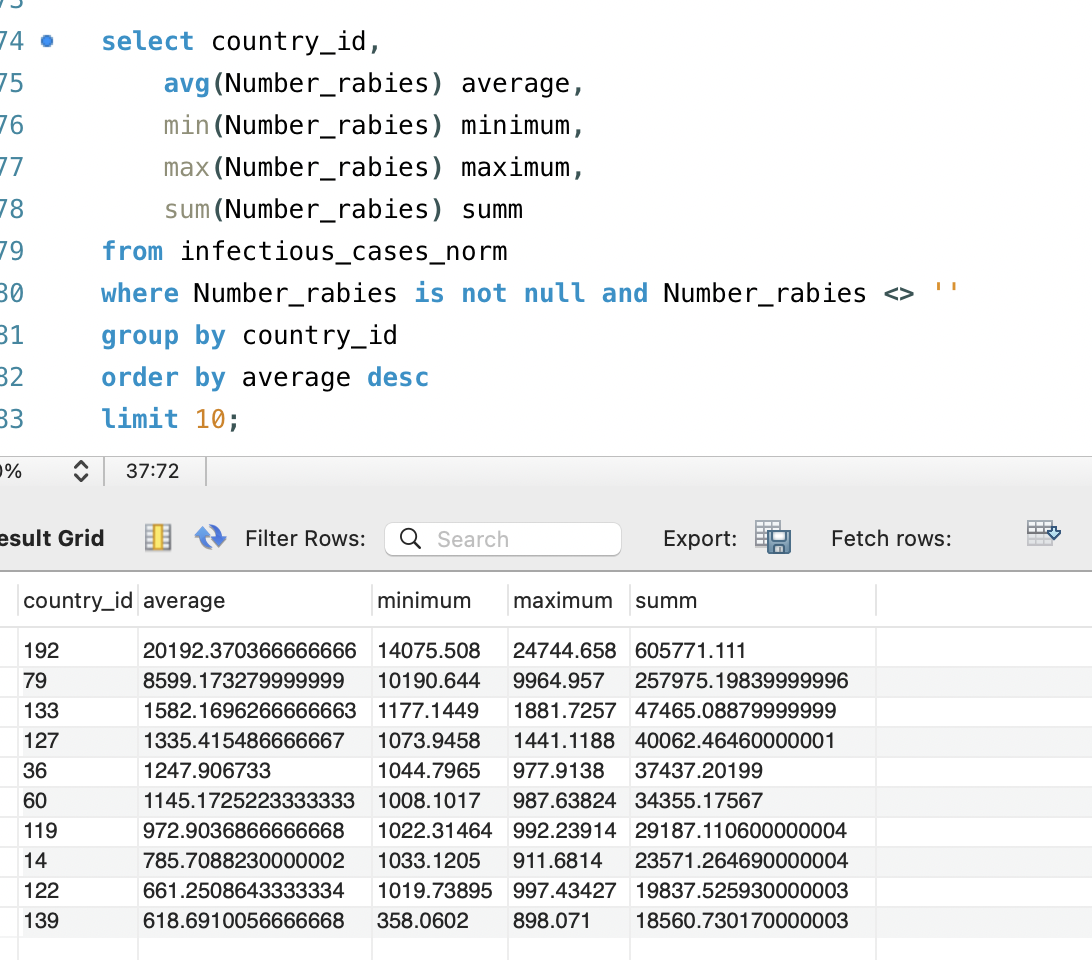 74 select country_id,
75 avg(Number_rabies) average,
76 min(Number_rabies) minimum,
77 max(Number_rabies) maximum,
78 sum(Number_rabies) summ
79 from infectious_cases_norm
80 where Number_rabies is not null and Number_rabies <> ''
81 group by country_id
82 order by average desc
83 limit 10;
0% 37:72
esult Grid Filter Rows: Search Export: Fetch rows:
country_id average minimum maximum summ
192 20192.370366666666 14075.508 24744.658 605771.111
79 8599.173279999999 10190.644 9964.957 257975.19839999996
133 1582.1696266666663 1177.1449 1881.7257 47465.08879999999
127 1335.415486666667 1073.9458 1441.1188 40062.46460000001
36 1247.906733 1044.7965 977.9138 37437.20199
60 1145.1725223333333 1008.1017 987.63824 34355.17567
119 972.9036866666668 1022.31464 992.23914 29187.110600000004
14 785.7088230000002 1033.1205 911.6814 23571.264690000004
122 661.2508643333334 1019.73895 997.43427 19837.525930000003
139 618.6910056666668 358.0602 898.071 18560.730170000003